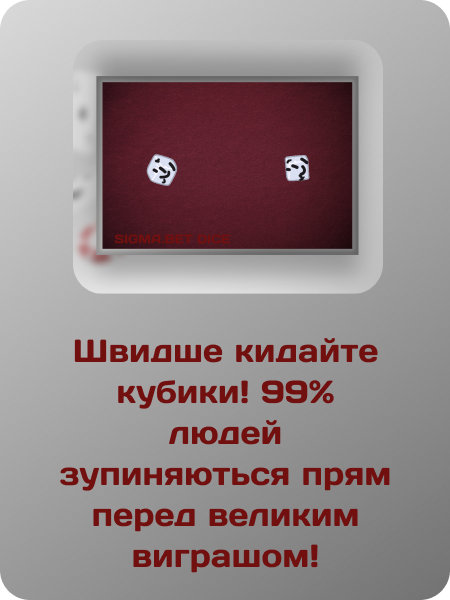 Швидше кидайте
кубики! 99%
людей
зупиняються прям
перед великим
виграшом!